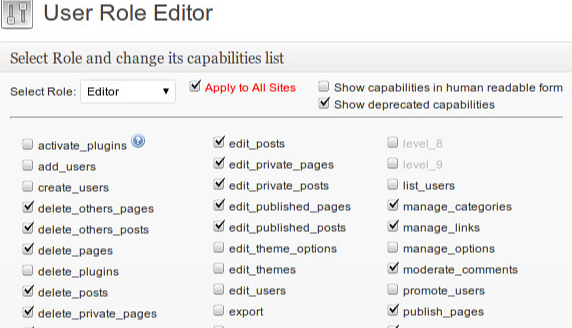 User Role Editor
Select Role and change its capabilities list
Select Role: Editor Apply to All Sites Show capabilities in human readable form
Show deprecated capabilities
activate_plugins
add_users
create_users
delete_others_pages
delete_others_posts
delete_pages
delete_plugins
delete_posts
delete_private_pages
edit_posts
edit_private_pages
edit_private_posts
edit_published_pages
edit_published_posts
edit_theme_options
edit_themes
edit_users
export
level_8
level_9
list_users
manage_categories
manage_links
manage_options
moderate_comments
promote_users
publish_pages